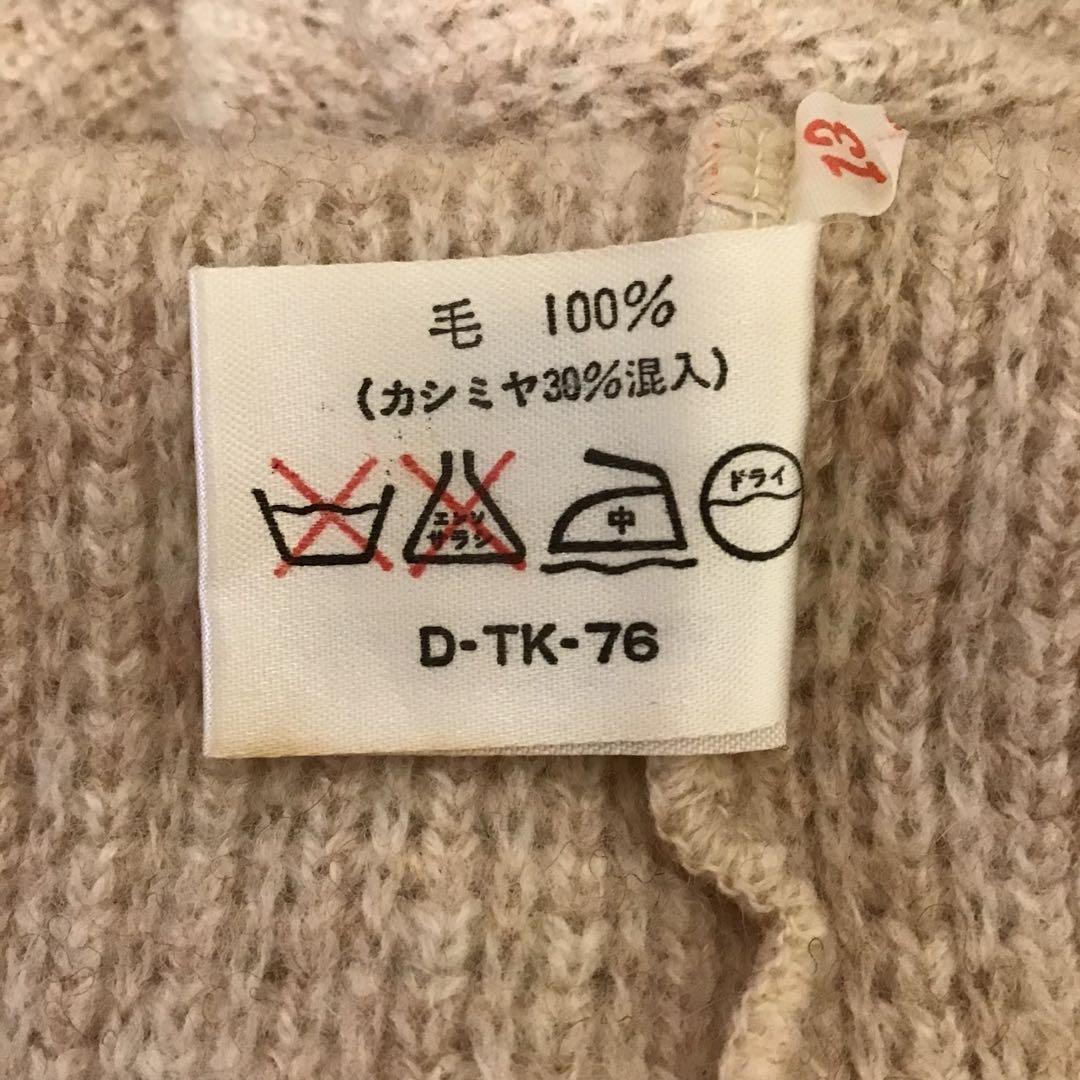 13
毛 100%
(カシミヤ30%混入)
エンソ
サラシ
中
ドライ
D-TK-76